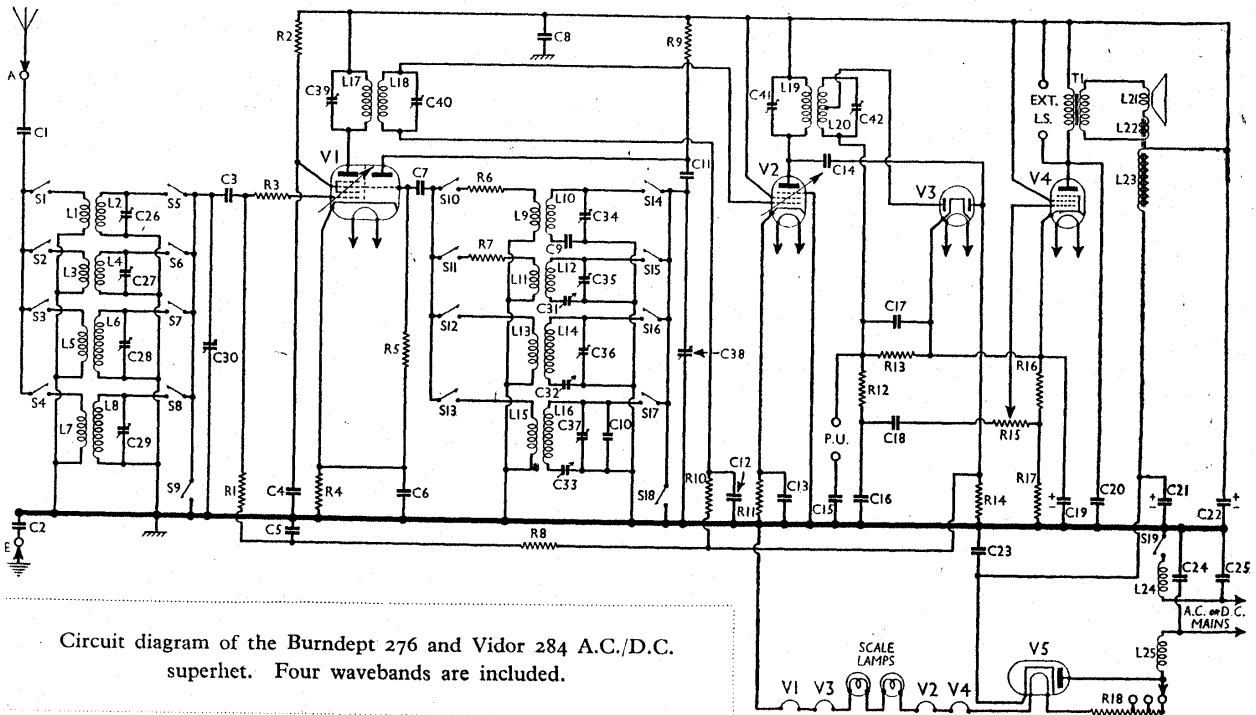 R2
C8
R9
A
L17
L18
C39
C40
C41
L19
L20
C42
EXT.
L.S.
T1
L21
L22
C1
V1
C7
C11
V2
C14
V3
V4
L23
S1
L1
L2
C26
S5
C3
R3
S10
R6
L9
L10
C34
S14
C9
S2
L3
L4
C27
S6
S11
R7
L11
L12
C35
S15
C31
S3
L5
L6
C28
S7
C30
R5
S12
L13
L14
C36
S16
C38
C32
C17
R13
R12
R16
S4
L7
L8
C29
S8
S13
L15
L16
C37
C10
S17
C33
P.U.
C18
R15
S9
R1
C4
R4
C6
S18
R10
C12
R11
C13
C15
C16
R14
R17
+
-
C19
C20
+
-
C21
C22
+
-
C2
E
C5
R8
C23
S19
L24
C24
C25
A.C. OR D.C.
MAINS
L25
SCALE
LAMPS
V1
V3
V2
V4
V5
R18
Circuit diagram of the Burndept 276 and Vidor 284 A.C./D.C.
superhet. Four wavebands are included.